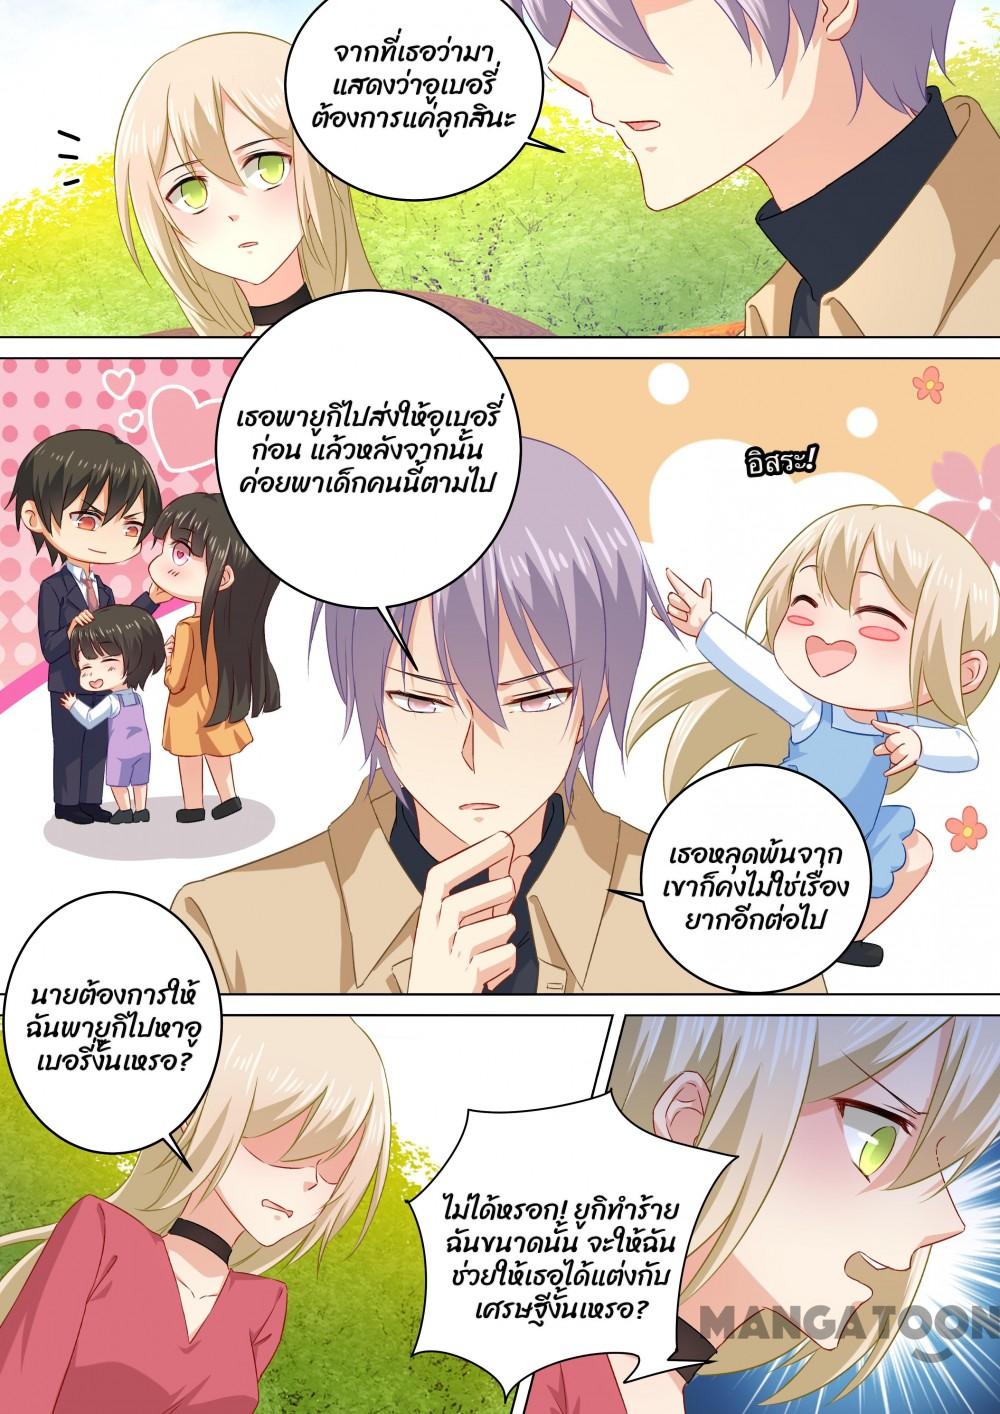 จากที่เธอว่ามา
แสดงว่าอูเบอรี่
ต้องการแค่ลูกสินะ
เธอพายูกิไปส่งให้อูเบอรี่
ก่อน แล้วหลังจากนั้น
ค่อยพาเด็กคนนี้ตามไป
อิสระ!
เธอหลุดพ้นจาก
เขาก็คงไม่ใช่เรื่อง
ยากอีกต่อไป
นายต้องการให้
ฉันพายูกิไปหาอู
เบอรี่งั้นเหรอ?
ไม่ได้หรอก! ยูกิทำร้าย
ฉันขนาดนั้น จะให้ฉัน
ช่วยให้เธอได้แต่งกับ
เศรษฐีงั้นเหรอ?
MANGATOON